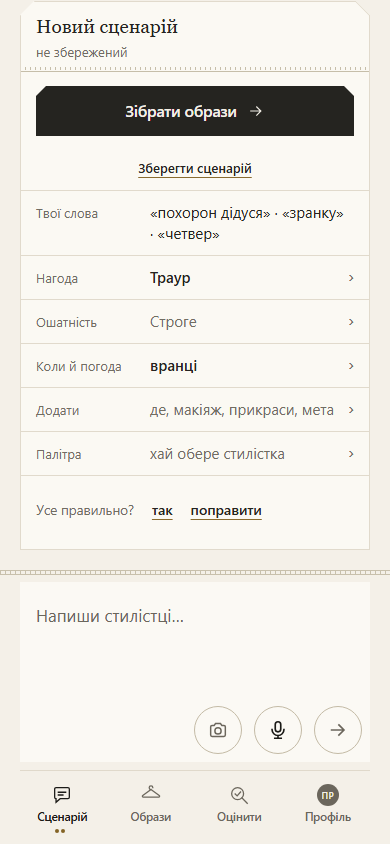 Новий сценарій
не збережений
Зібрати образи →
Зберегти сценарій
Твої слова
«похорон дідуся» · «зранку»
· «четвер»
Нагода Траур
Ошатність Строге
Коли й погода вранці
Додати де, макіяж, прикраси, мета
Палітра хай обере стилістка
Усе правильно? так поправити
Напиши стилістці...
ПР
Сценарій Образи Оцінити Профіль